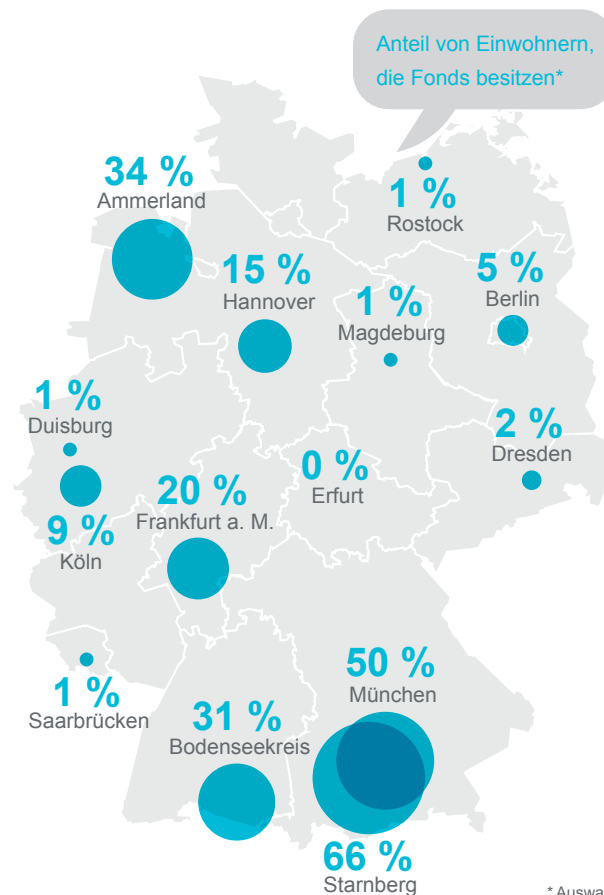 Anteil von Einwohnern,
die Fonds besitzen*
34 %
Ammerland
1 %
Rostock
15 %
Hannover
1 %
Magdeburg
5 %
Berlin
1 %
Duisburg
2 %
Dresden
0 %
Erfurt
20 %
Frankfurt a. M.
9 %
Köln
50 %
München
1 %
Saarbrücken
31 %
Bodenseekreis
66 %
Starnberg